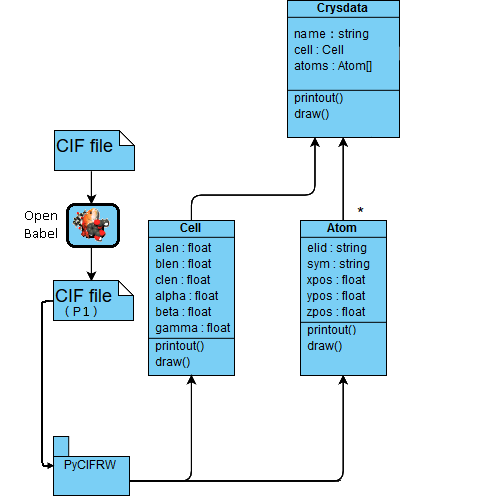 Crysdata
name : string
cell : Cell
atoms : Atom[]
printout()
draw()
CIF file
Open
Babel
CIF file
(P1)
PyCIFRW
Cell
alen : float
blen : float
clen : float
alpha : float
beta : float
gamma : float
printout()
draw()
*
Atom
elid : string
sym : string
xpos : float
ypos : float
zpos : float
printout()
draw()